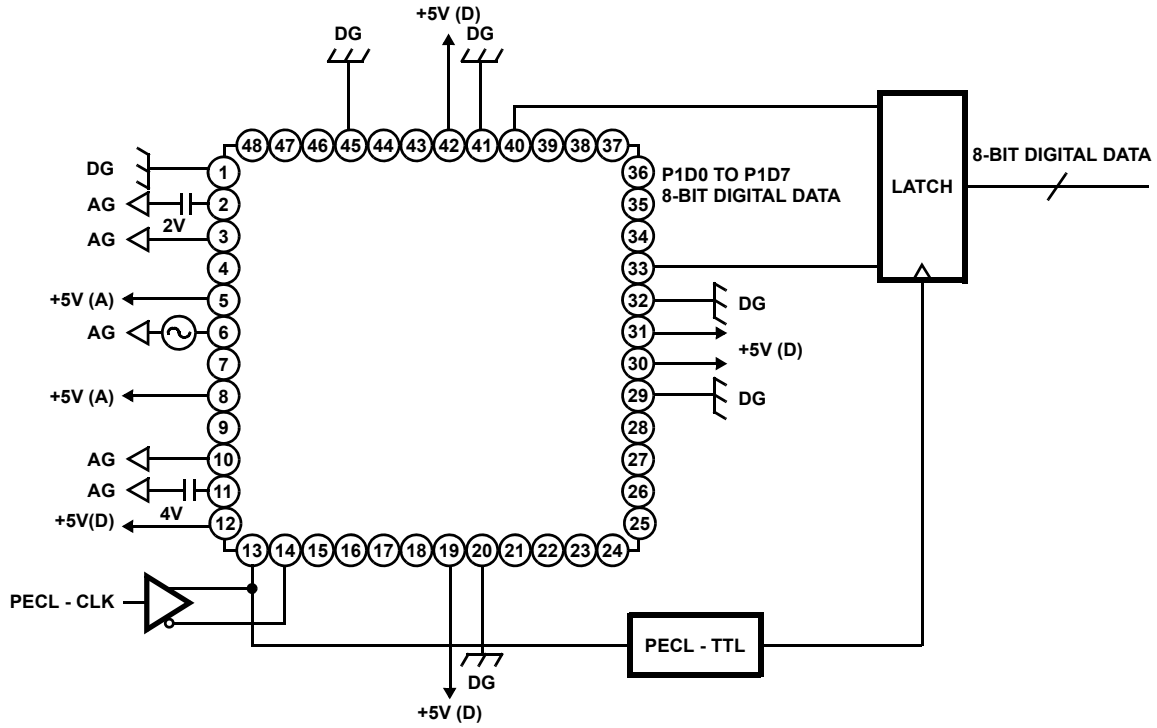 +5V (D)
DG
DG
48 47 46 45 44 43 42 41 40 39 38 37
DG
1
AG
2
2V
AG
3
4
+5V (A)
5
AG
6
7
+5V (A)
8
9
AG
10
AG
11
4V
+5V(D)
12
36
P1D0 TO P1D7
8-BIT DIGITAL DATA
35
34
33
32
DG
31
+5V (D)
30
29
DG
28
27
26
25
LATCH
8-BIT DIGITAL DATA
13 14 15 16 17 18 19 20 21 22 23 24
PECL - CLK
PECL - TTL
DG
+5V (D)